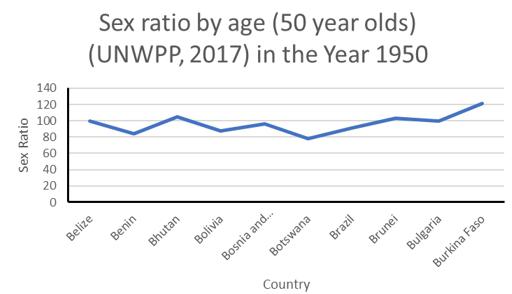 Sex ratio by age (50 year olds)
(UNWPP, 2017) in the Year 1950
140
120
100
80
60
40
20
0
Sex Ratio
Belize
Benin
Bhutan
Bolivia
Bosnia and...
Botswana
Brazil
Brunei
Bulgaria
Burkina Faso
Country